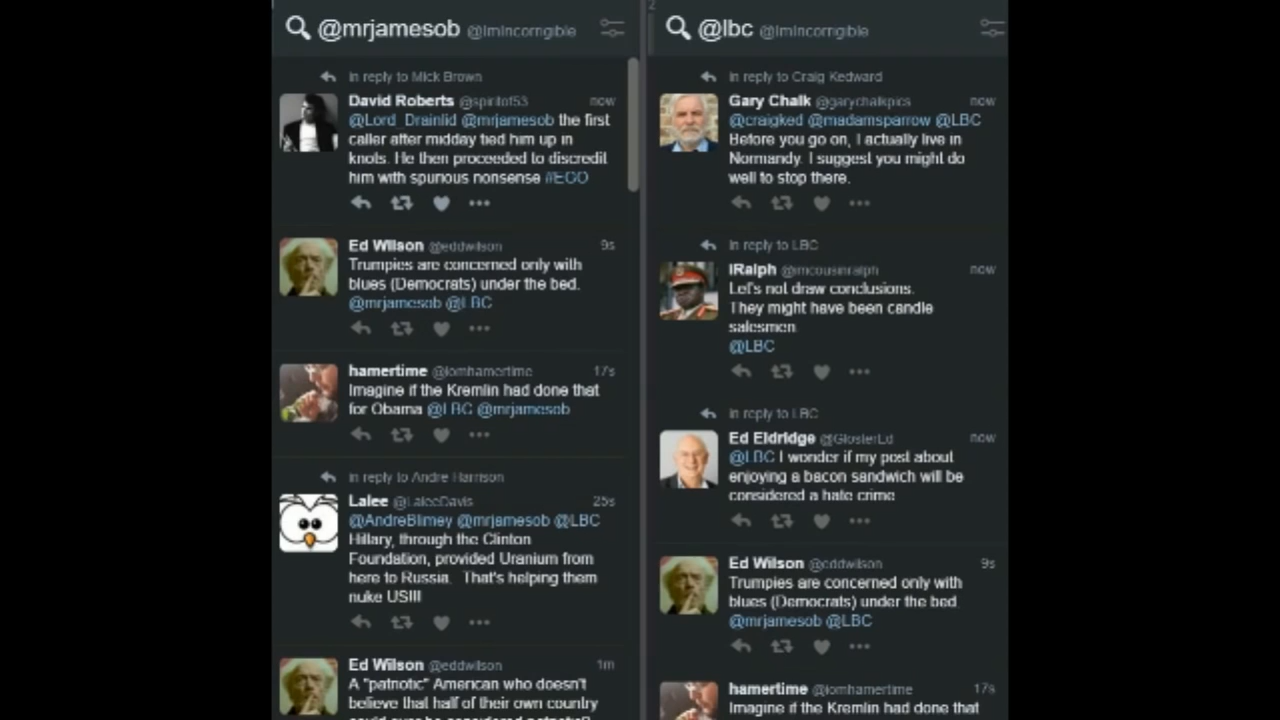 @mrjamesob @ImIncorrigible
In reply to Mick Brown
David Roberts @spiritof53 now
@Lord_Drainlid @mrjamesob the first
caller after midday tied him up in
knots. He then proceeded to discredit
him with spurious nonsense #EGO
Ed Wilson @eddwilson 9s
Trumpies are concerned only with
blues (Democrats) under the bed.
@mrjamesob @LBC
hamertime @iomhamertime 17s
Imagine if the Kremlin had done that
for Obama @LBC @mrjamesob
In reply to Andre Harrison
Lalee @LaleeDavis 25s
@AndreBlimey @mrjamesob @LBC
Hillary, through the Clinton
Foundation, provided Uranium from
here to Russia. That's helping them
nuke US!!!
Ed Wilson @eddwilson 1m
A "patriotic" American who doesn't
believe that half of their own country
could ever be considered patriotic?
@lbc @ImIncorrigible
In reply to Craig Kedward
Gary Chalk @garychalkpics now
@craigked @madamsparrow @LBC
Before you go on, I actually live in
Normandy. I suggest you might do
well to stop there.
In reply to LBC
iRalph @mcousinralph now
Let's not draw conclusions.
They might have been candle
salesmen.
@LBC
In reply to LBC
Ed Eldridge @GlosterEd now
@LBC I wonder if my post about
enjoying a bacon sandwich will be
considered a hate crime
Ed Wilson @eddwilson 9s
Trumpies are concerned only with
blues (Democrats) under the bed.
@mrjamesob @LBC
hamertime @iomhamertime 17s
Imagine if the Kremlin had done that